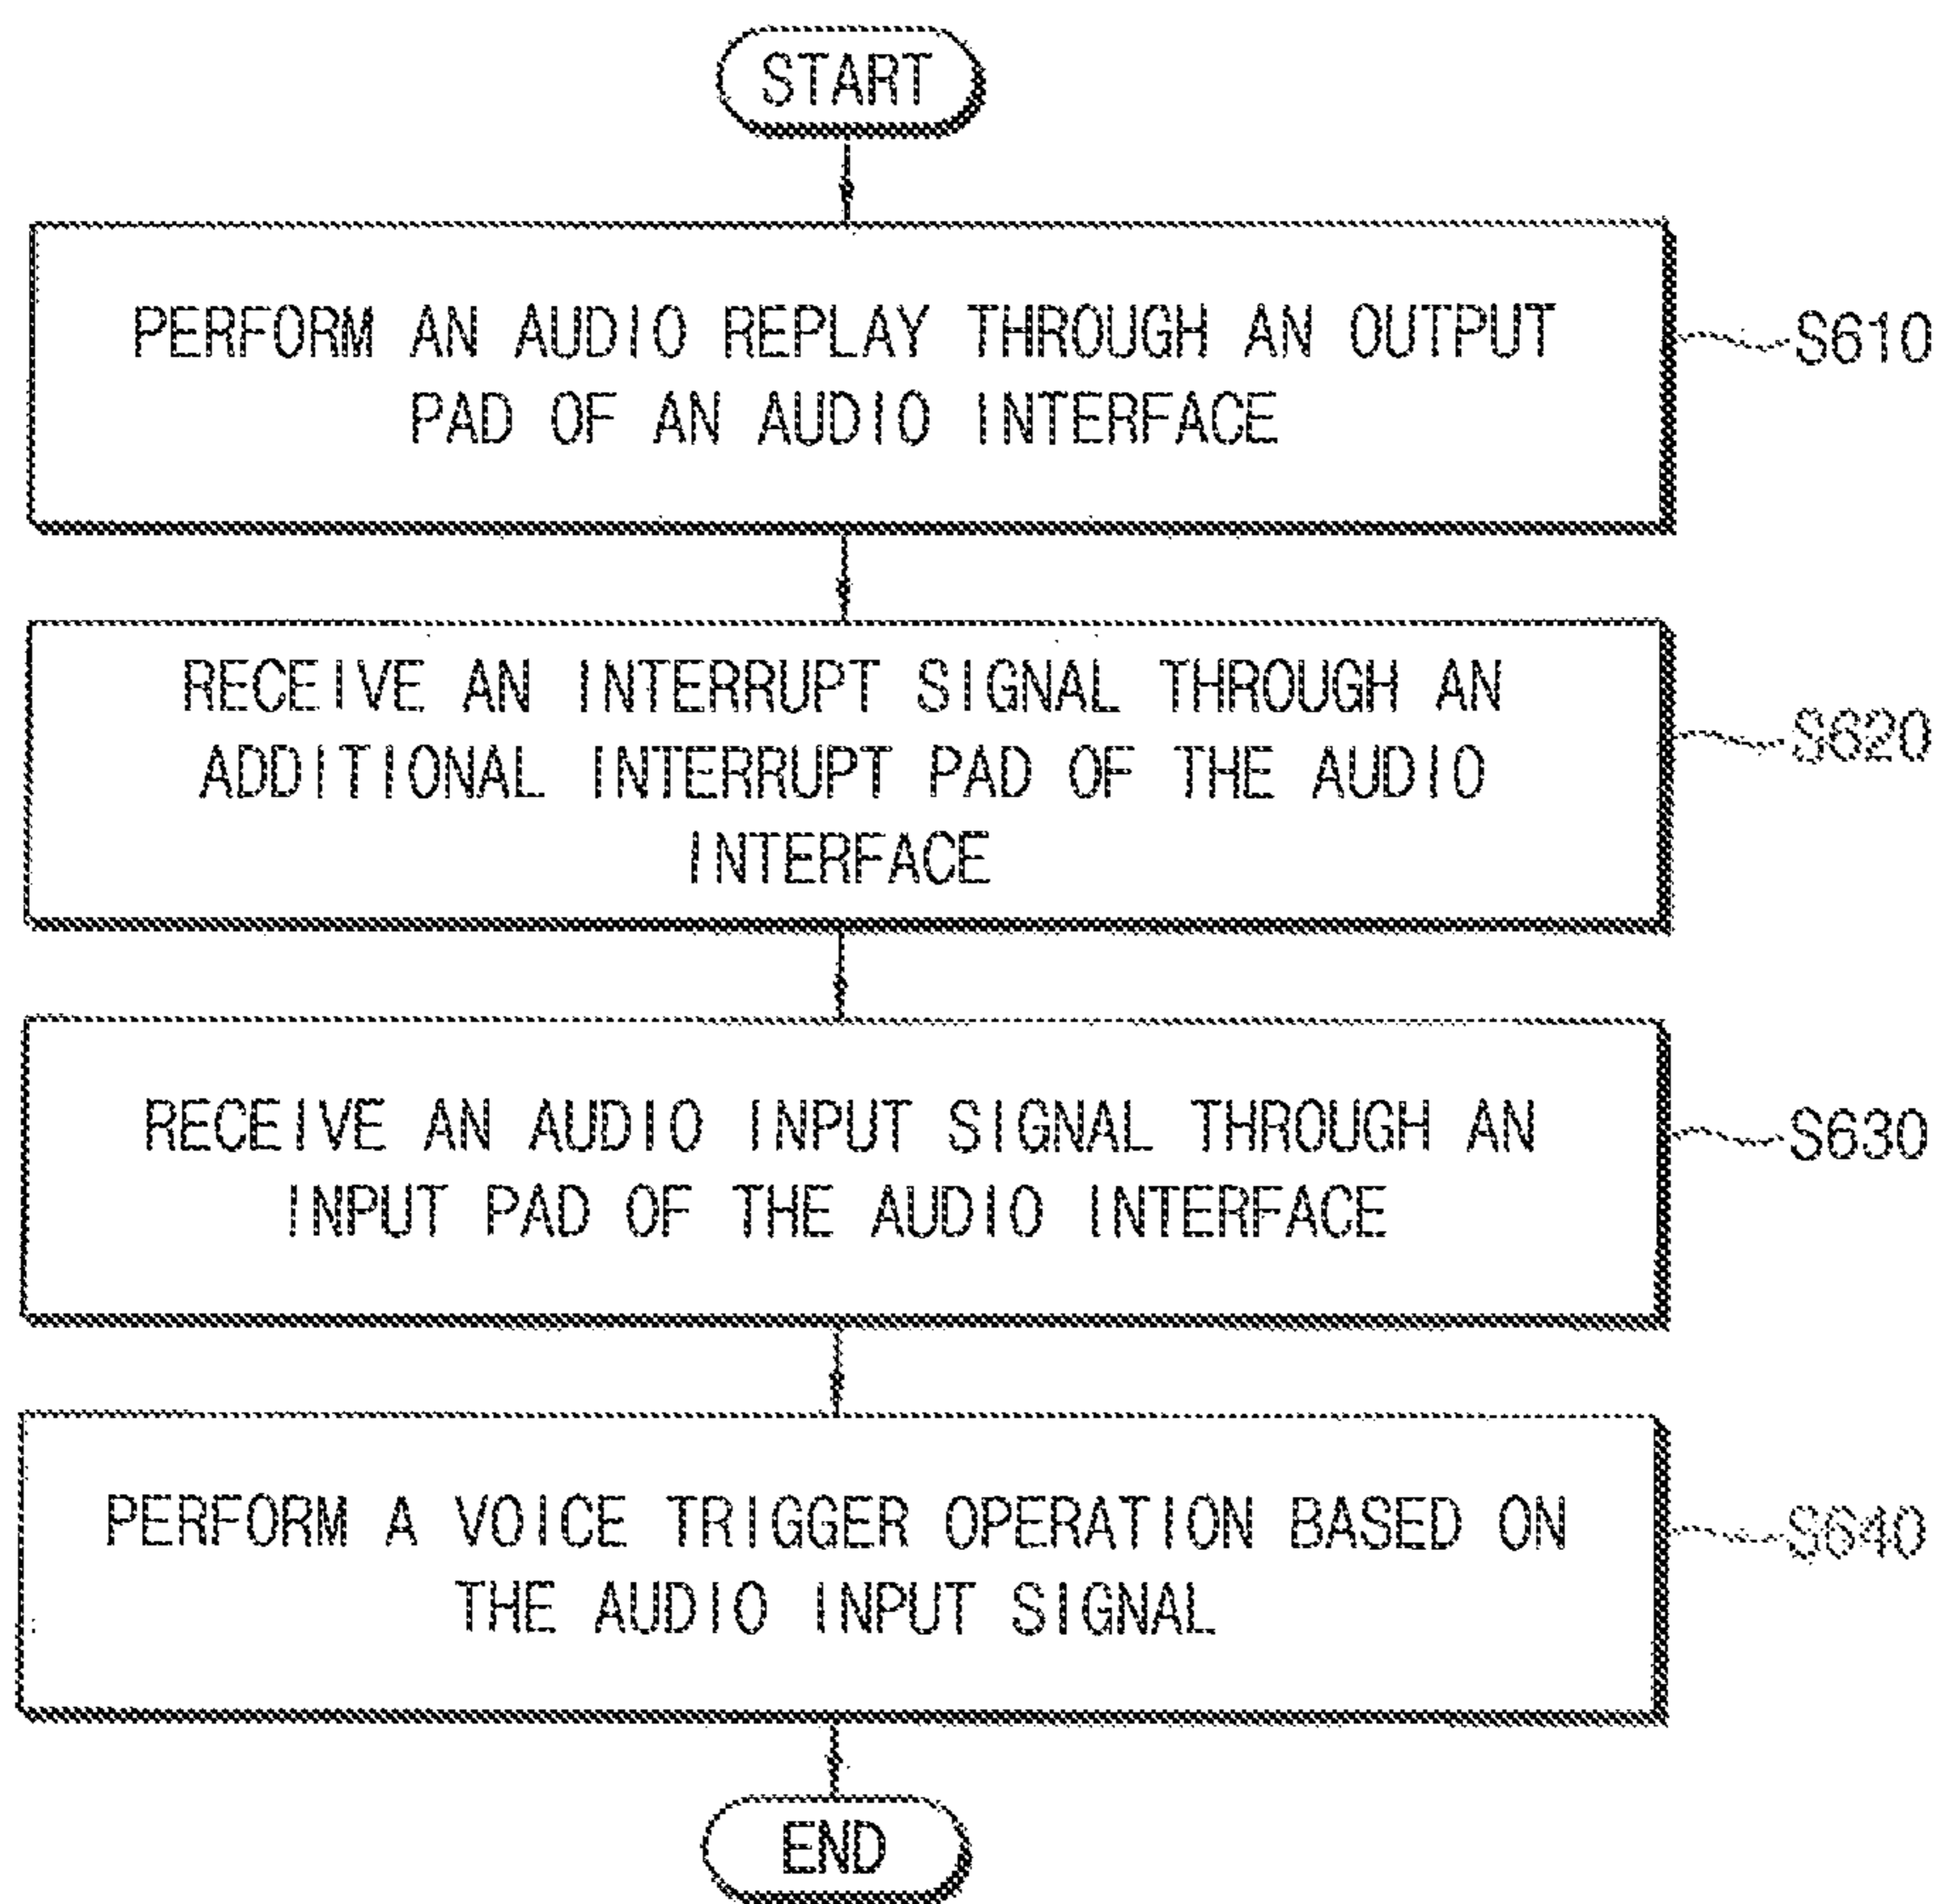 START
PERFORM AN AUDIO REPLAY THROUGH AN OUTPUT
PAD OF AN AUDIO INTERFACE
S610
RECEIVE AN INTERRUPT SIGNAL THROUGH AN
ADDITIONAL INTERRUPT PAD OF THE AUDIO
INTERFACE
S620
RECEIVE AN AUDIO INPUT SIGNAL THROUGH AN
INPUT PAD OF THE AUDIO INTERFACE
S630
PERFORM A VOICE TRIGGER OPERATION BASED ON
THE AUDIO INPUT SIGNAL
S640
END